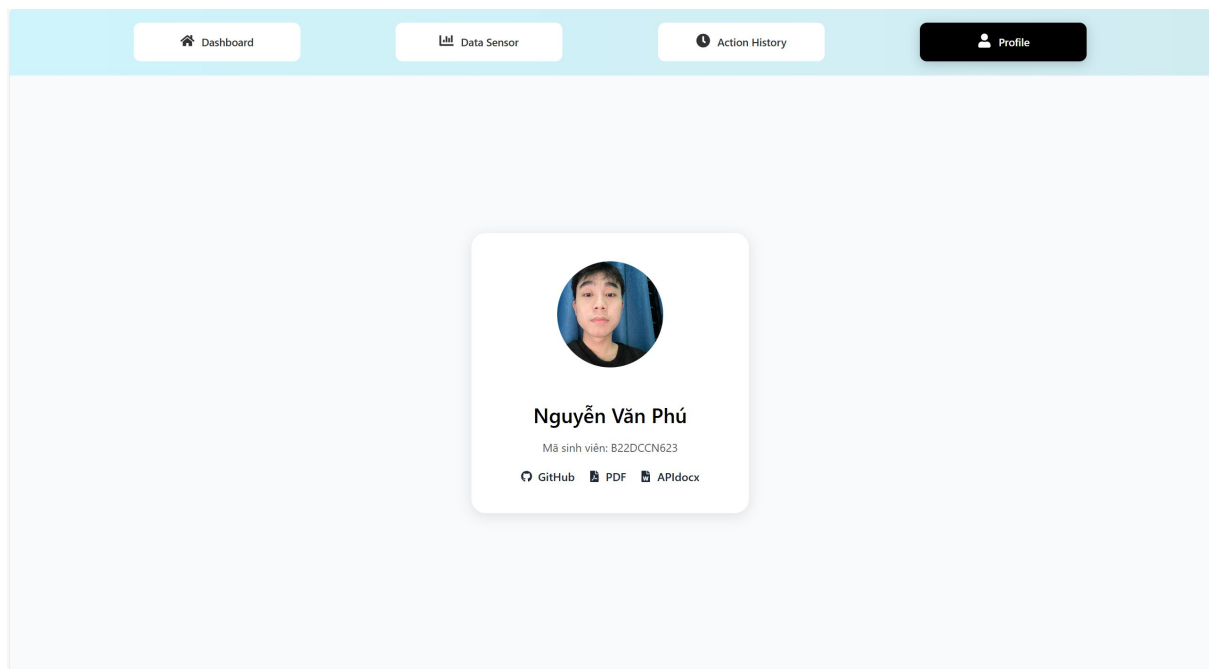 Dashboard
Data Sensor
Action History
Profile
Nguyễn Văn Phú
Mã sinh viên: B22DCCN623
GitHub PDF APIdocx